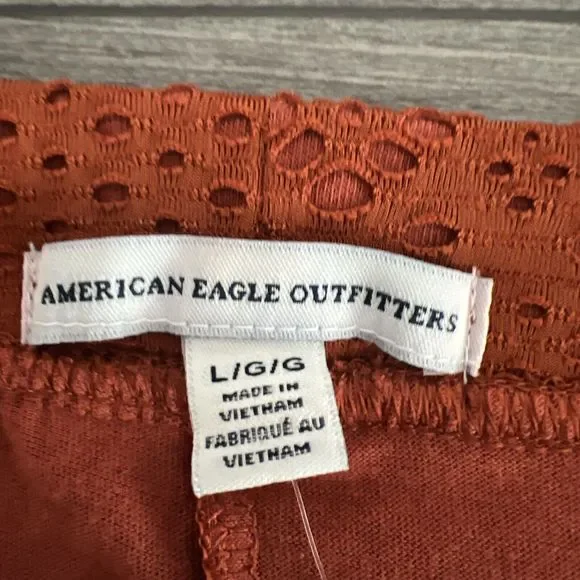 AMERICAN EAGLE OUTFITTERS
L/G/G
MADE IN
VIETNAM
FABRIQUÉ AU
VIETNAM